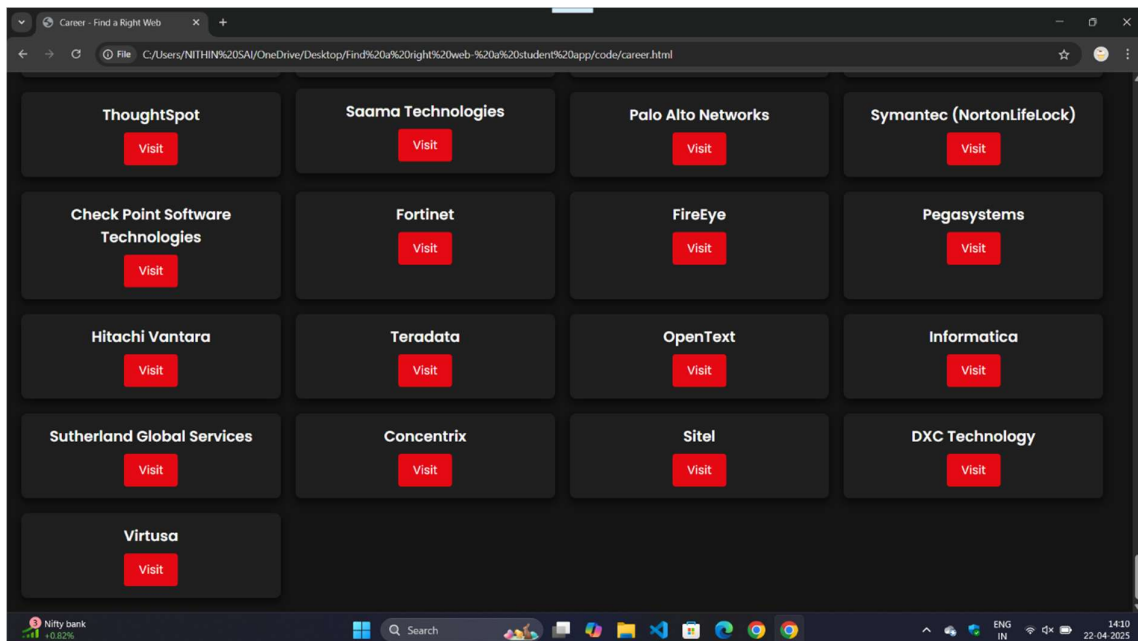 Career - Find a Right Web
File C:/Users/NITHIN%20SAI/OneDrive/Desktop/Find%20a%20right%20web-%20a%20student%20app/code/career.html
ThoughtSpot
Visit
Saama Technologies
Visit
Palo Alto Networks
Visit
Symantec (NortonLifeLock)
Visit
Check Point Software
Technologies
Visit
Fortinet
Visit
FireEye
Visit
Pegasystems
Visit
Hitachi Vantara
Visit
Teradata
Visit
OpenText
Visit
Informatica
Visit
Sutherland Global Services
Visit
Concentrix
Visit
Sitel
Visit
DXC Technology
Visit
Virtusa
Visit
3
Nifty bank
+0.82%
Search
ENG
IN
14:10
22-04-2025